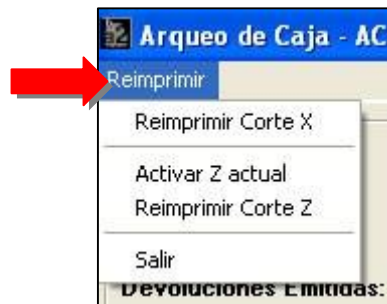 Arqueo de Caja - AC
Reimprimir
Reimprimir Corte X
Activar Z actual
Reimprimir Corte Z
Salir
Devoluciones Emitidas: